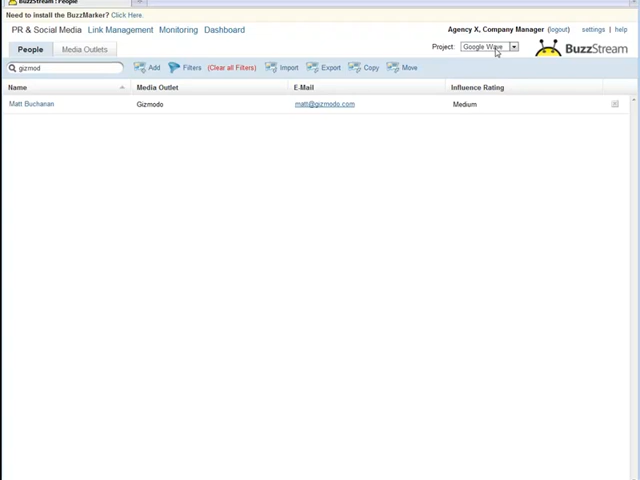 BuzzStream : People
Need to install the BuzzMarker? Click Here.
PR & Social Media Link Management Monitoring Dashboard
Agency X, Company Manager (logout) settings | help
People Media Outlets
Project: Google Wave
BuzzStream
gizmod Add Filters (Clear all Filters) Import Export Copy Move
Name Media Outlet E-Mail Influence Rating
Matt Buchanan Gizmodo matt@gizmodo.com Medium